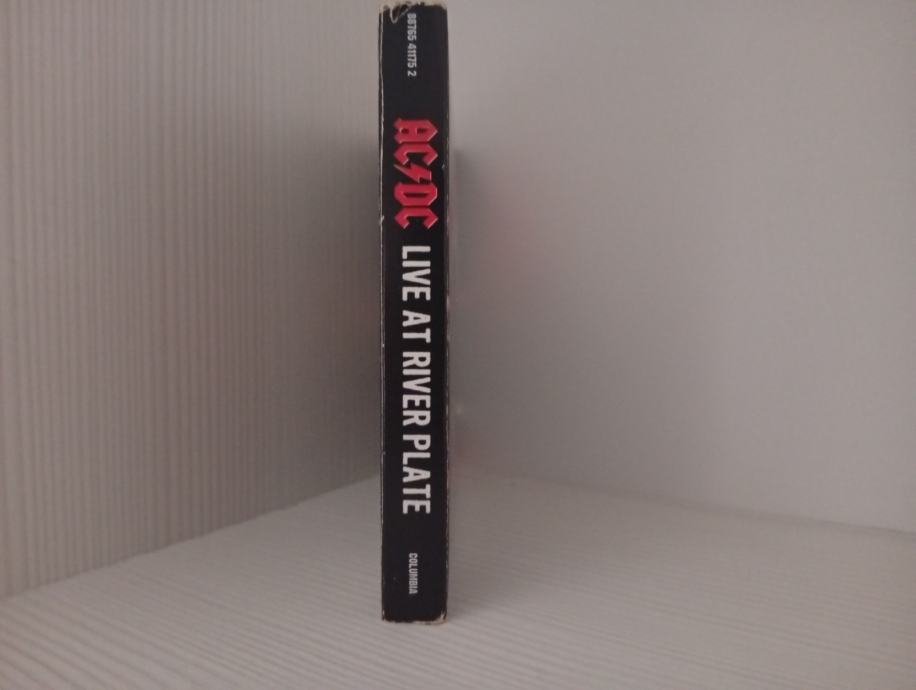 88765 41175 2
AC⚡DC LIVE AT RIVER PLATE
COLUMBIA